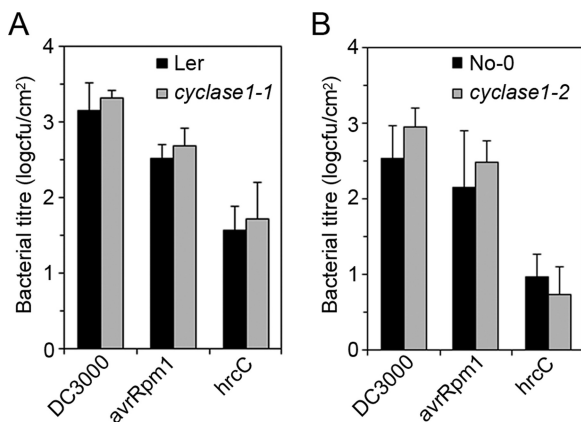 A
Bacterial titre (logcfu/cm²)
4
3
2
1
0
Ler
cyclase1-1
DC3000
avrRpm1
hrcC
B
Bacterial titre (logcfu/cm²)
4
3
2
1
0
No-0
cyclase1-2
DC3000
avrRpm1
hrcC